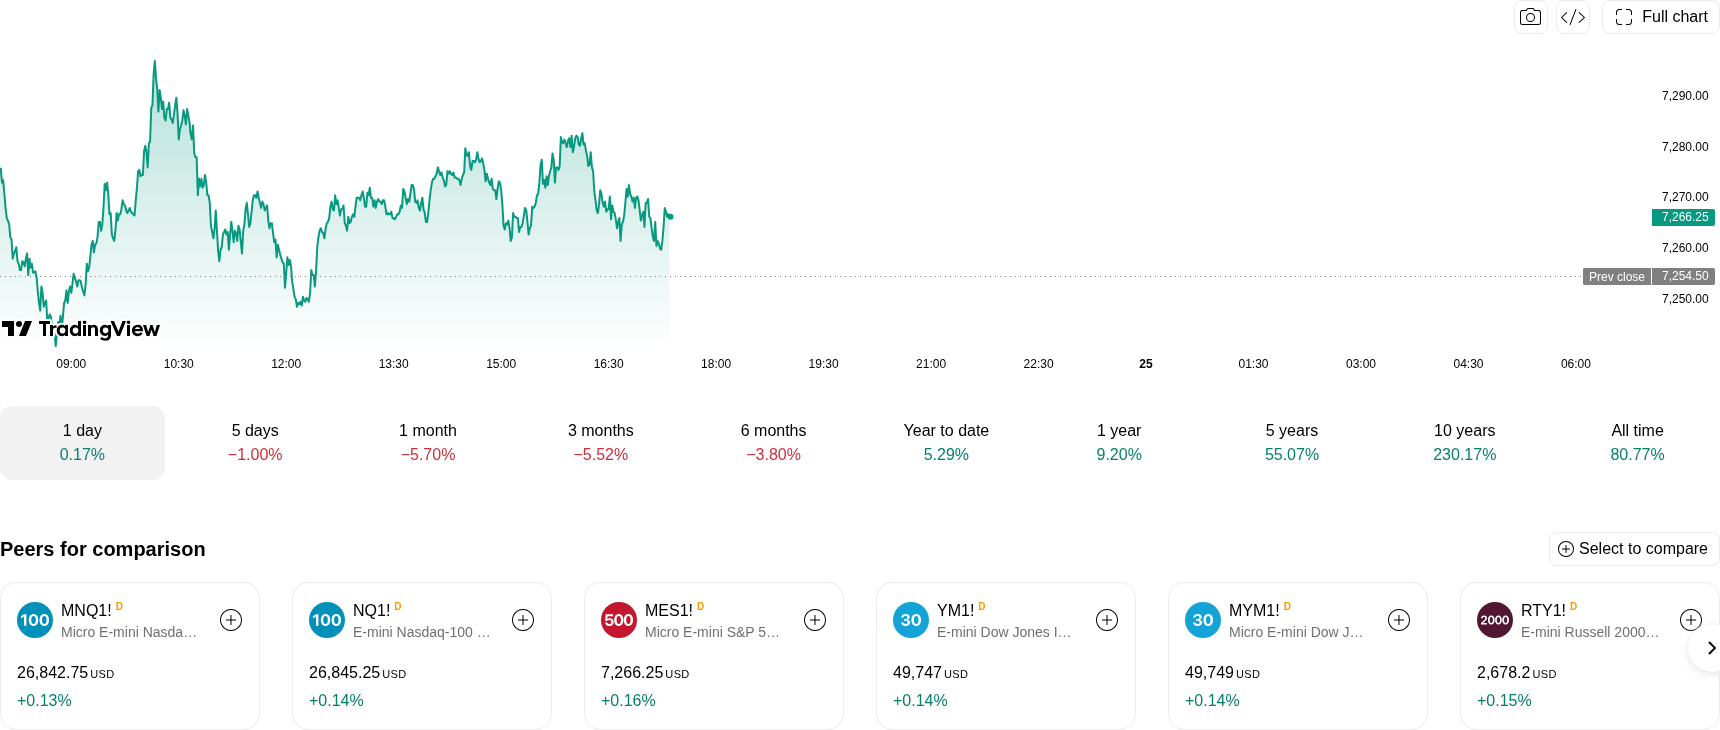 </> Full chart
7,290.00
7,280.00
7,270.00
7,266.25
7,260.00
Prev close 7,254.50
7,250.00
TradingView
09:00 10:30 12:00 13:30 15:00 16:30 18:00 19:30 21:00 22:30 25 01:30 03:00 04:30 06:00
1 day 5 days 1 month 3 months 6 months Year to date 1 year 5 years 10 years All time
0.17% −1.00% −5.70% −5.52% −3.80% 5.29% 9.20% 55.07% 230.17% 80.77%
Peers for comparison
Select to compare
100 MNQ1! D
Micro E-mini Nasda…
26,842.75 USD
+0.13%
100 NQ1! D
E-mini Nasdaq-100 …
26,845.25 USD
+0.14%
500 MES1! D
Micro E-mini S&P 5…
7,266.25 USD
+0.16%
30 YM1! D
E-mini Dow Jones I…
49,747 USD
+0.14%
30 MYM1! D
Micro E-mini Dow J…
49,749 USD
+0.14%
2000 RTY1! D
E-mini Russell 2000…
2,678.2 USD
+0.15%